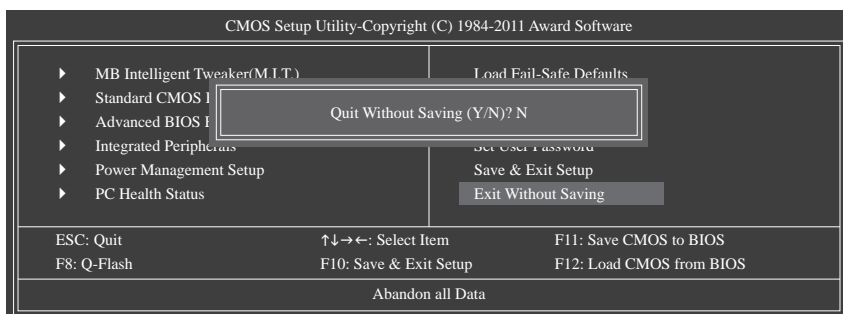 CMOS Setup Utility-Copyright (C) 1984-2011 Award Software
MB Intelligent Tweaker(M.I.T.)
Standard CMOS
Advanced BIOS
Integrated Peripherals
Power Management Setup
PC Health Status
Load Fail-Safe Defaults
Set User Password
Save & Exit Setup
Exit Without Saving
Quit Without Saving (Y/N)? N
ESC: Quit
↑↓→←: Select Item
F11: Save CMOS to BIOS
F8: Q-Flash
F10: Save & Exit Setup
F12: Load CMOS from BIOS
Abandon all Data